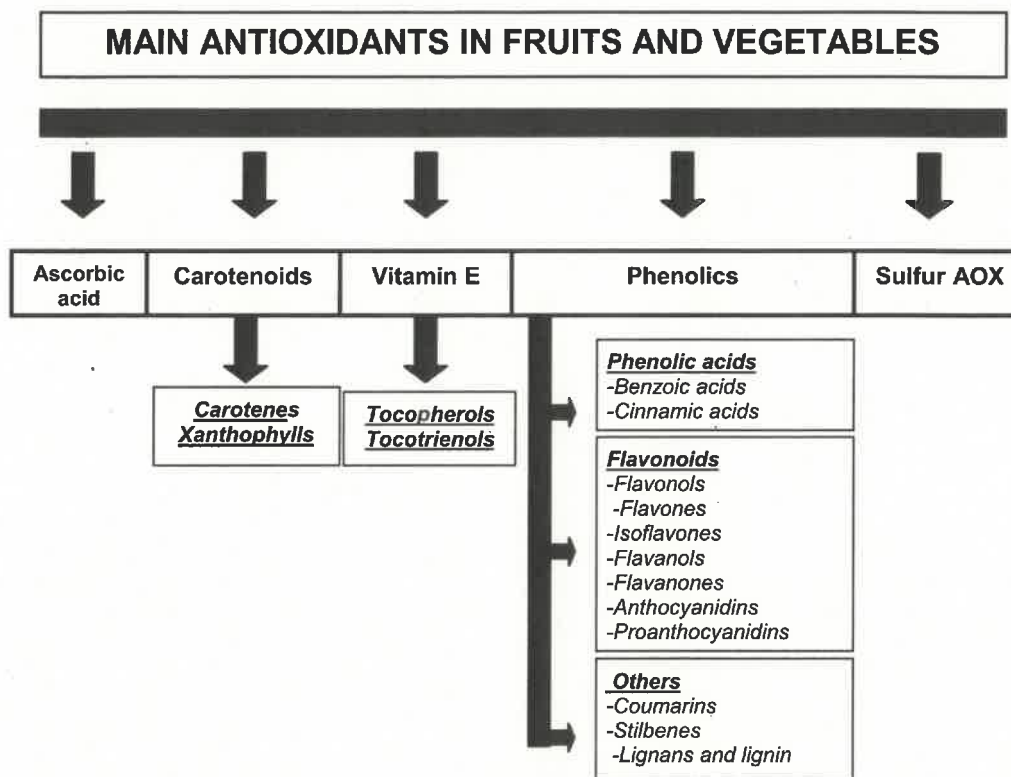 MAIN ANTIOXIDANTS IN FRUITS AND VEGETABLES
Ascorbic
acid
Carotenoids
Vitamin E
Phenolics
Sulfur AOX
Carotenes
Xanthophylls
Tocopherols
Tocotrienols
Phenolic acids
-Benzoic acids
-Cinnamic acids
Flavonoids
-Flavonols
-Flavones
-Isoflavones
-Flavanols
-Flavanones
-Anthocyanidins
-Proanthocyanidins
Others
-Coumarins
-Stilbenes
-Lignans and lignin